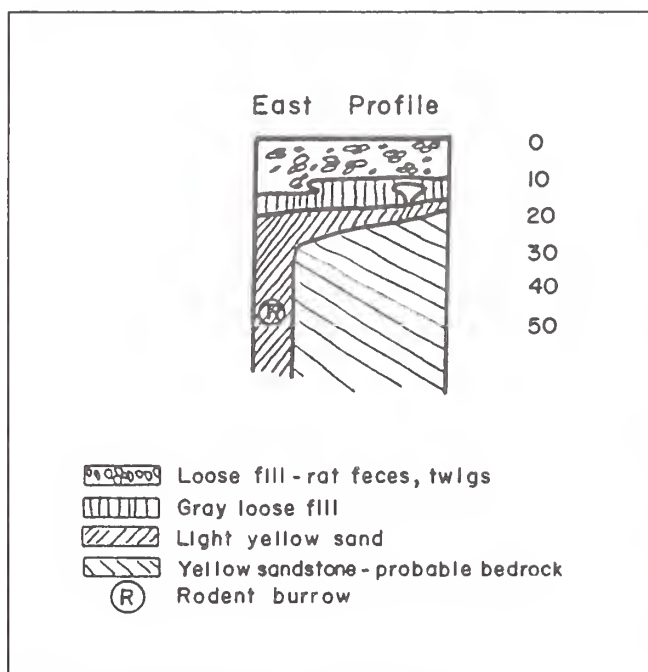 East Profile
0
10
20
30
40
50
R
Loose fill - rat feces, twigs
Gray loose fill
Light yellow sand
Yellow sandstone - probable bedrock
R Rodent burrow